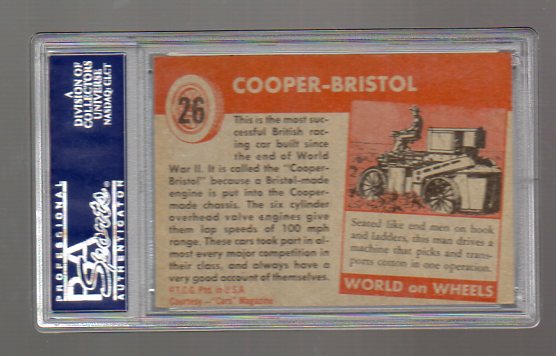 A
DIVISION OF
COLLECTORS
UNIVERSE
NASDAQ: CLCT
PROFESSIONAL
PSA
Sports
AUTHENTICATOR
26
COOPER-BRISTOL
This is the most suc-
cessful British rac-
ing car built since
the end of World
War II. It is called the "Cooper-
Bristol" because a Bristol-made
engine is put into the Cooper-
made chassis. The six cylinder
overhead valve engines give
them lap speeds of 100 mph
range. These cars took part in al-
most every major competition in
their class, and always have a
very good account of themselves.
©T.C.G. Ptd. in U.S.A.
Courtesy—"Cars" Magazine
Seated like end men on hook
and ladders, this man drives a
machine that picks and trans-
ports cotton in one operation.
WORLD on WHEELS